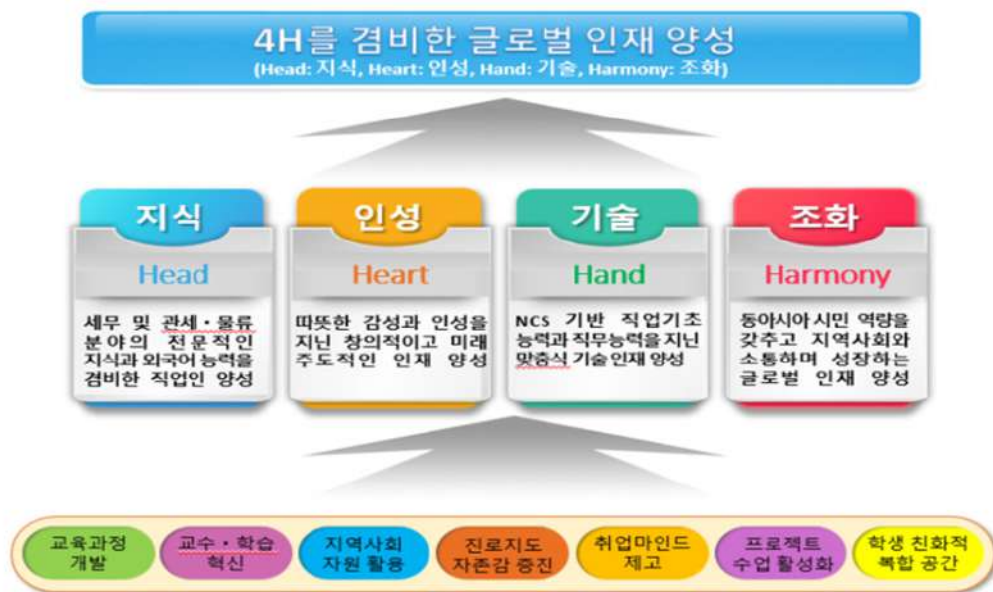 4H를 겸비한 글로벌 인재 양성
(Head: 지식, Heart: 인성, Hand: 기술, Harmony: 조화)
지식
Head
세무 및 관세・물류
분야의 전문적인
지식과 외국어 능력을
겸비한 직업인 양성
인성
Heart
따뜻한 감성과 인성을
지닌 창의적이고 미래
주도적인 인재 양성
기술
Hand
NCS 기반 직업기초
능력과 직무능력을 지닌
맞춤식 기술 인재 양성
조화
Harmony
동아시아 시민 역량을
갖추고 지역사회와
소통하며 성장하는
글로벌 인재 양성
교육과정
개발
교수・학습
혁신
지역사회
자원 활용
진로지도
자존감 증진
취업마인드
제고
프로젝트
수업 활성화
학생 친화적
복합 공간